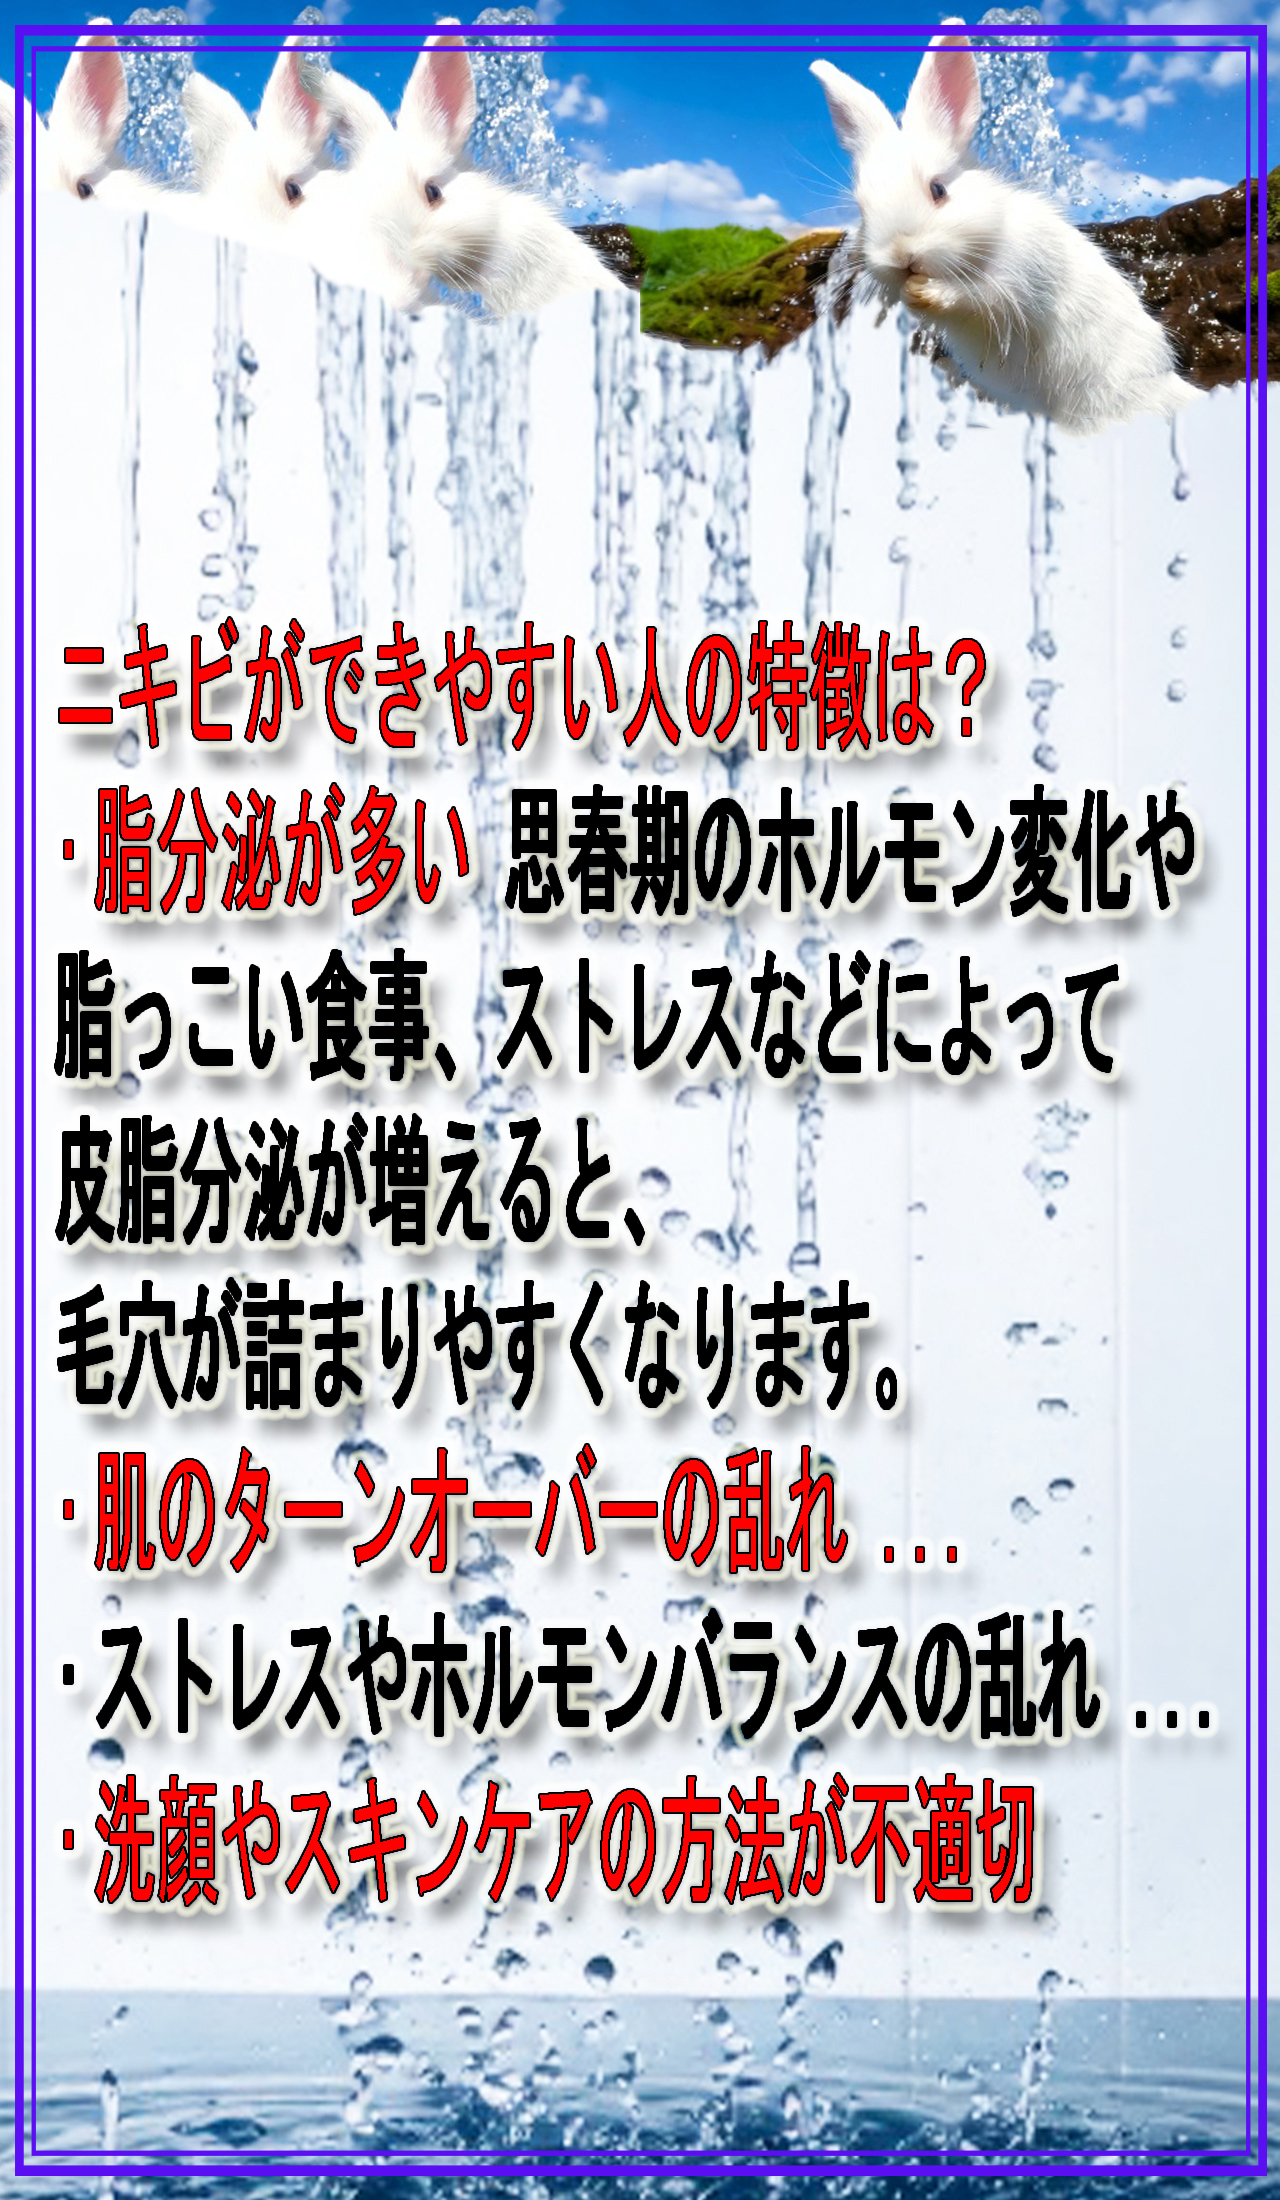 ニキビができやすい人の特徴は？
・脂分泌が多い 思春期のホルモン変化や
脂っこい食事、ストレスなどによって
皮脂分泌が増えると、
毛穴が詰まりやすくなります。
・肌のターンオーバーの乱れ ...
・ストレスやホルモンバランスの乱れ ...
・洗顔やスキンケアの方法が不適切